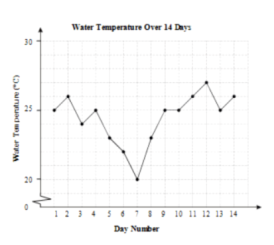 Water Temperature Over 14 Days
Water Temperature (°C)
30
25
20
0
1 2 3 4 5 6 7 8 9 10 11 12 13 14
Day Number